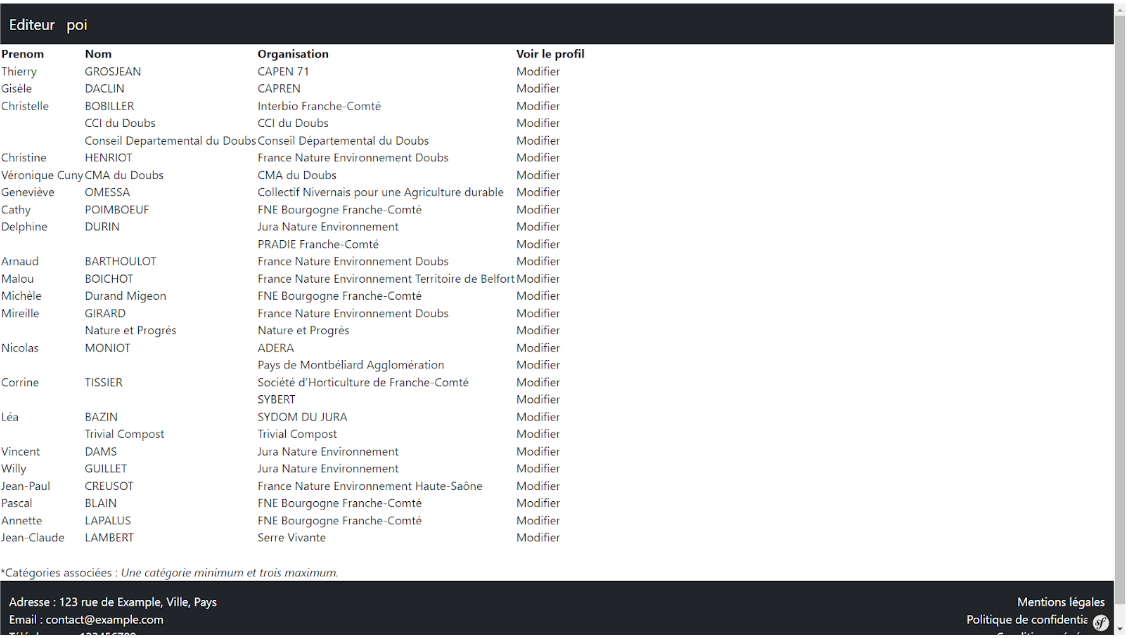 Editeur poi
Prenom Nom Organisation Voir le profil
Thierry GROSJEAN CAPEN 71 Modifier
Gisèle DACLIN CAPREN Modifier
Christelle BOBILLER Interbio Franche-Comté Modifier
CCI du Doubs CCI du Doubs Modifier
Conseil Departemental du Doubs Conseil Départemental du Doubs Modifier
Christine HENRIOT France Nature Environnement Doubs Modifier
Véronique Cuny CMA du Doubs CMA du Doubs Modifier
Geneviève OMESSA Collectif Nivernais pour une Agriculture durable Modifier
Cathy POIMBOEUF FNE Bourgogne Franche-Comté Modifier
Delphine DURIN Jura Nature Environnement Modifier
PRADIE Franche-Comté Modifier
Arnaud BARTHOULOT France Nature Environnement Doubs Modifier
Malou BOICHOT France Nature Environnement Territoire de Belfort Modifier
Michèle Durand Migeon FNE Bourgogne Franche-Comté Modifier
Mireille GIRARD France Nature Environnement Doubs Modifier
Nature et Progrès Nature et Progrès Modifier
Nicolas MONIOT ADERA Modifier
Pays de Montbéliard Agglomération Modifier
Corrine TISSIER Société d'Horticulture de Franche-Comté Modifier
SYBERT Modifier
Léa BAZIN SYDOM DU JURA Modifier
Trivial Compost Trivial Compost Modifier
Vincent DAMS Jura Nature Environnement Modifier
Willy GUILLET Jura Nature Environnement Modifier
Jean-Paul CREUSOT France Nature Environnement Haute-Saône Modifier
Pascal BLAIN FNE Bourgogne Franche-Comté Modifier
Annette LAPALUS FNE Bourgogne Franche-Comté Modifier
Jean-Claude LAMBERT Serre Vivante Modifier
*Catégories associées : Une catégorie minimum et trois maximum.
Adresse : 123 rue de Example, Ville, Pays Mentions légales
Email : contact@example.com Politique de confidentia sf